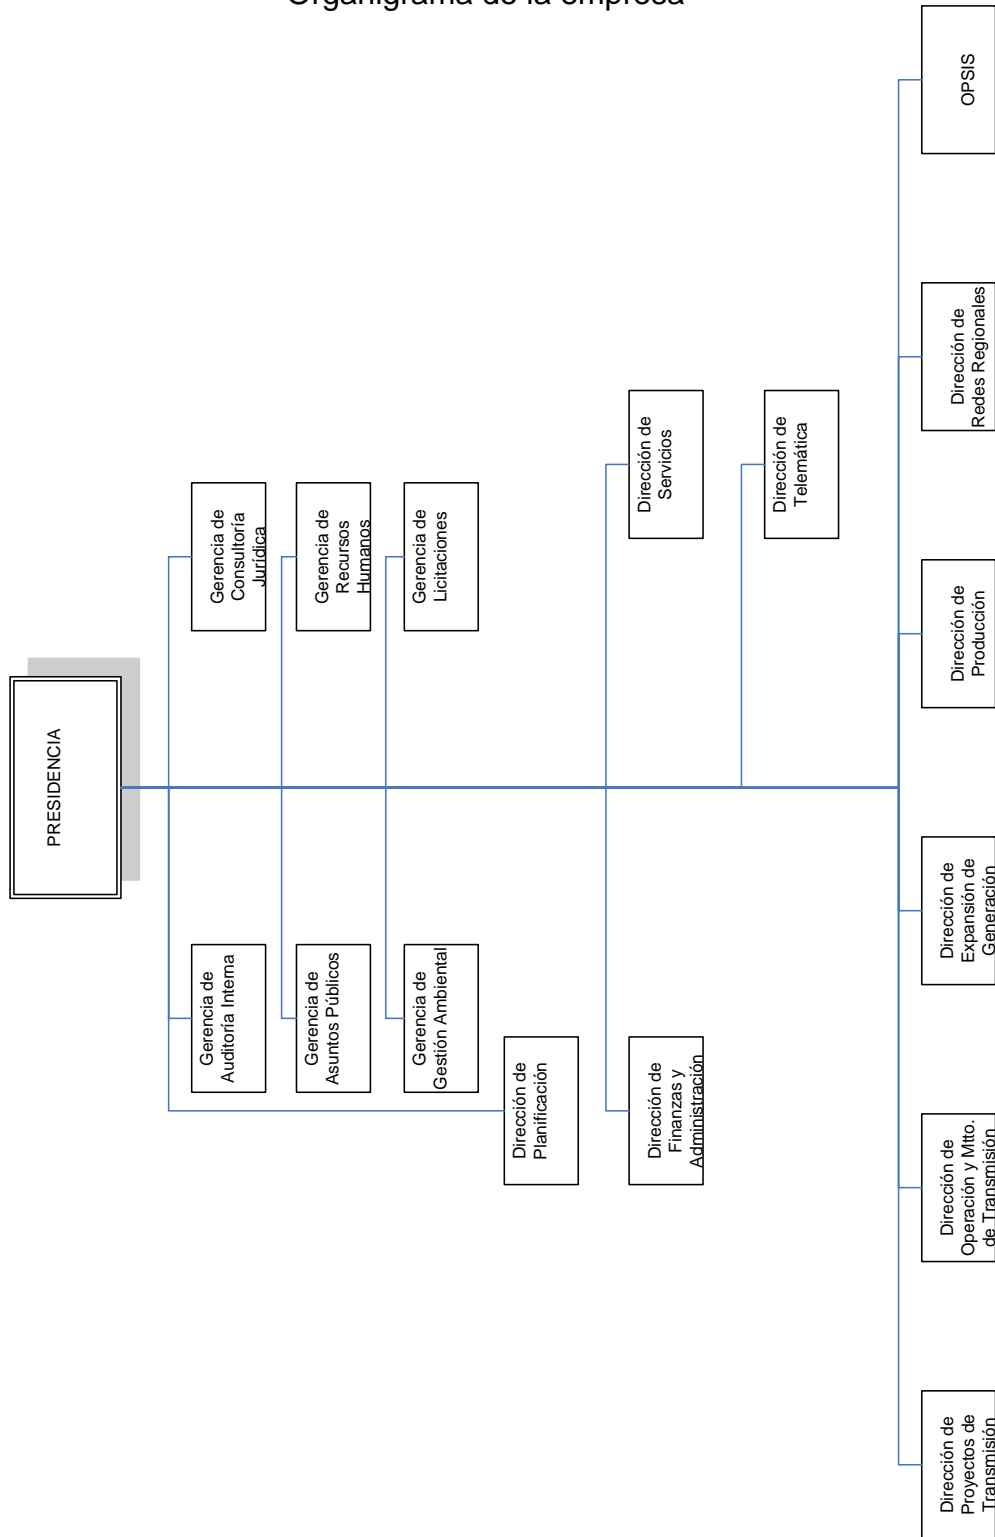 Organigrama de la empresa
PRESIDENCIA
Gerencia de
Auditoría Interna
Gerencia de
Consultoría
Jurídica
Gerencia de
Asuntos Públicos
Gerencia de
Recursos
Humanos
Gerencia de
Gestión Ambiental
Gerencia de
Licitaciones
Dirección de
Planificación
Dirección de
Finanzas y
Administración
Dirección de
Servicios
Dirección de
Telemática
Dirección de
Proyectos de
Transmisión
Dirección de
Operación y Mtto.
de Transmisión
Dirección de
Expansión de
Generación
Dirección de
Producción
Dirección de
Redes Regionales
OPSIS